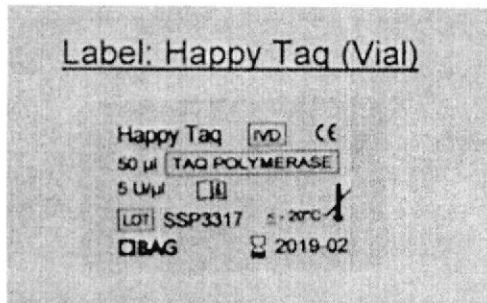 Label: Happy Taq (Vial)
Happy Taq IVD CE
50 µl TAQ POLYMERASE
5 U/µl
LOT SSP3317 ≤ - 20°C
BAG 2019-02